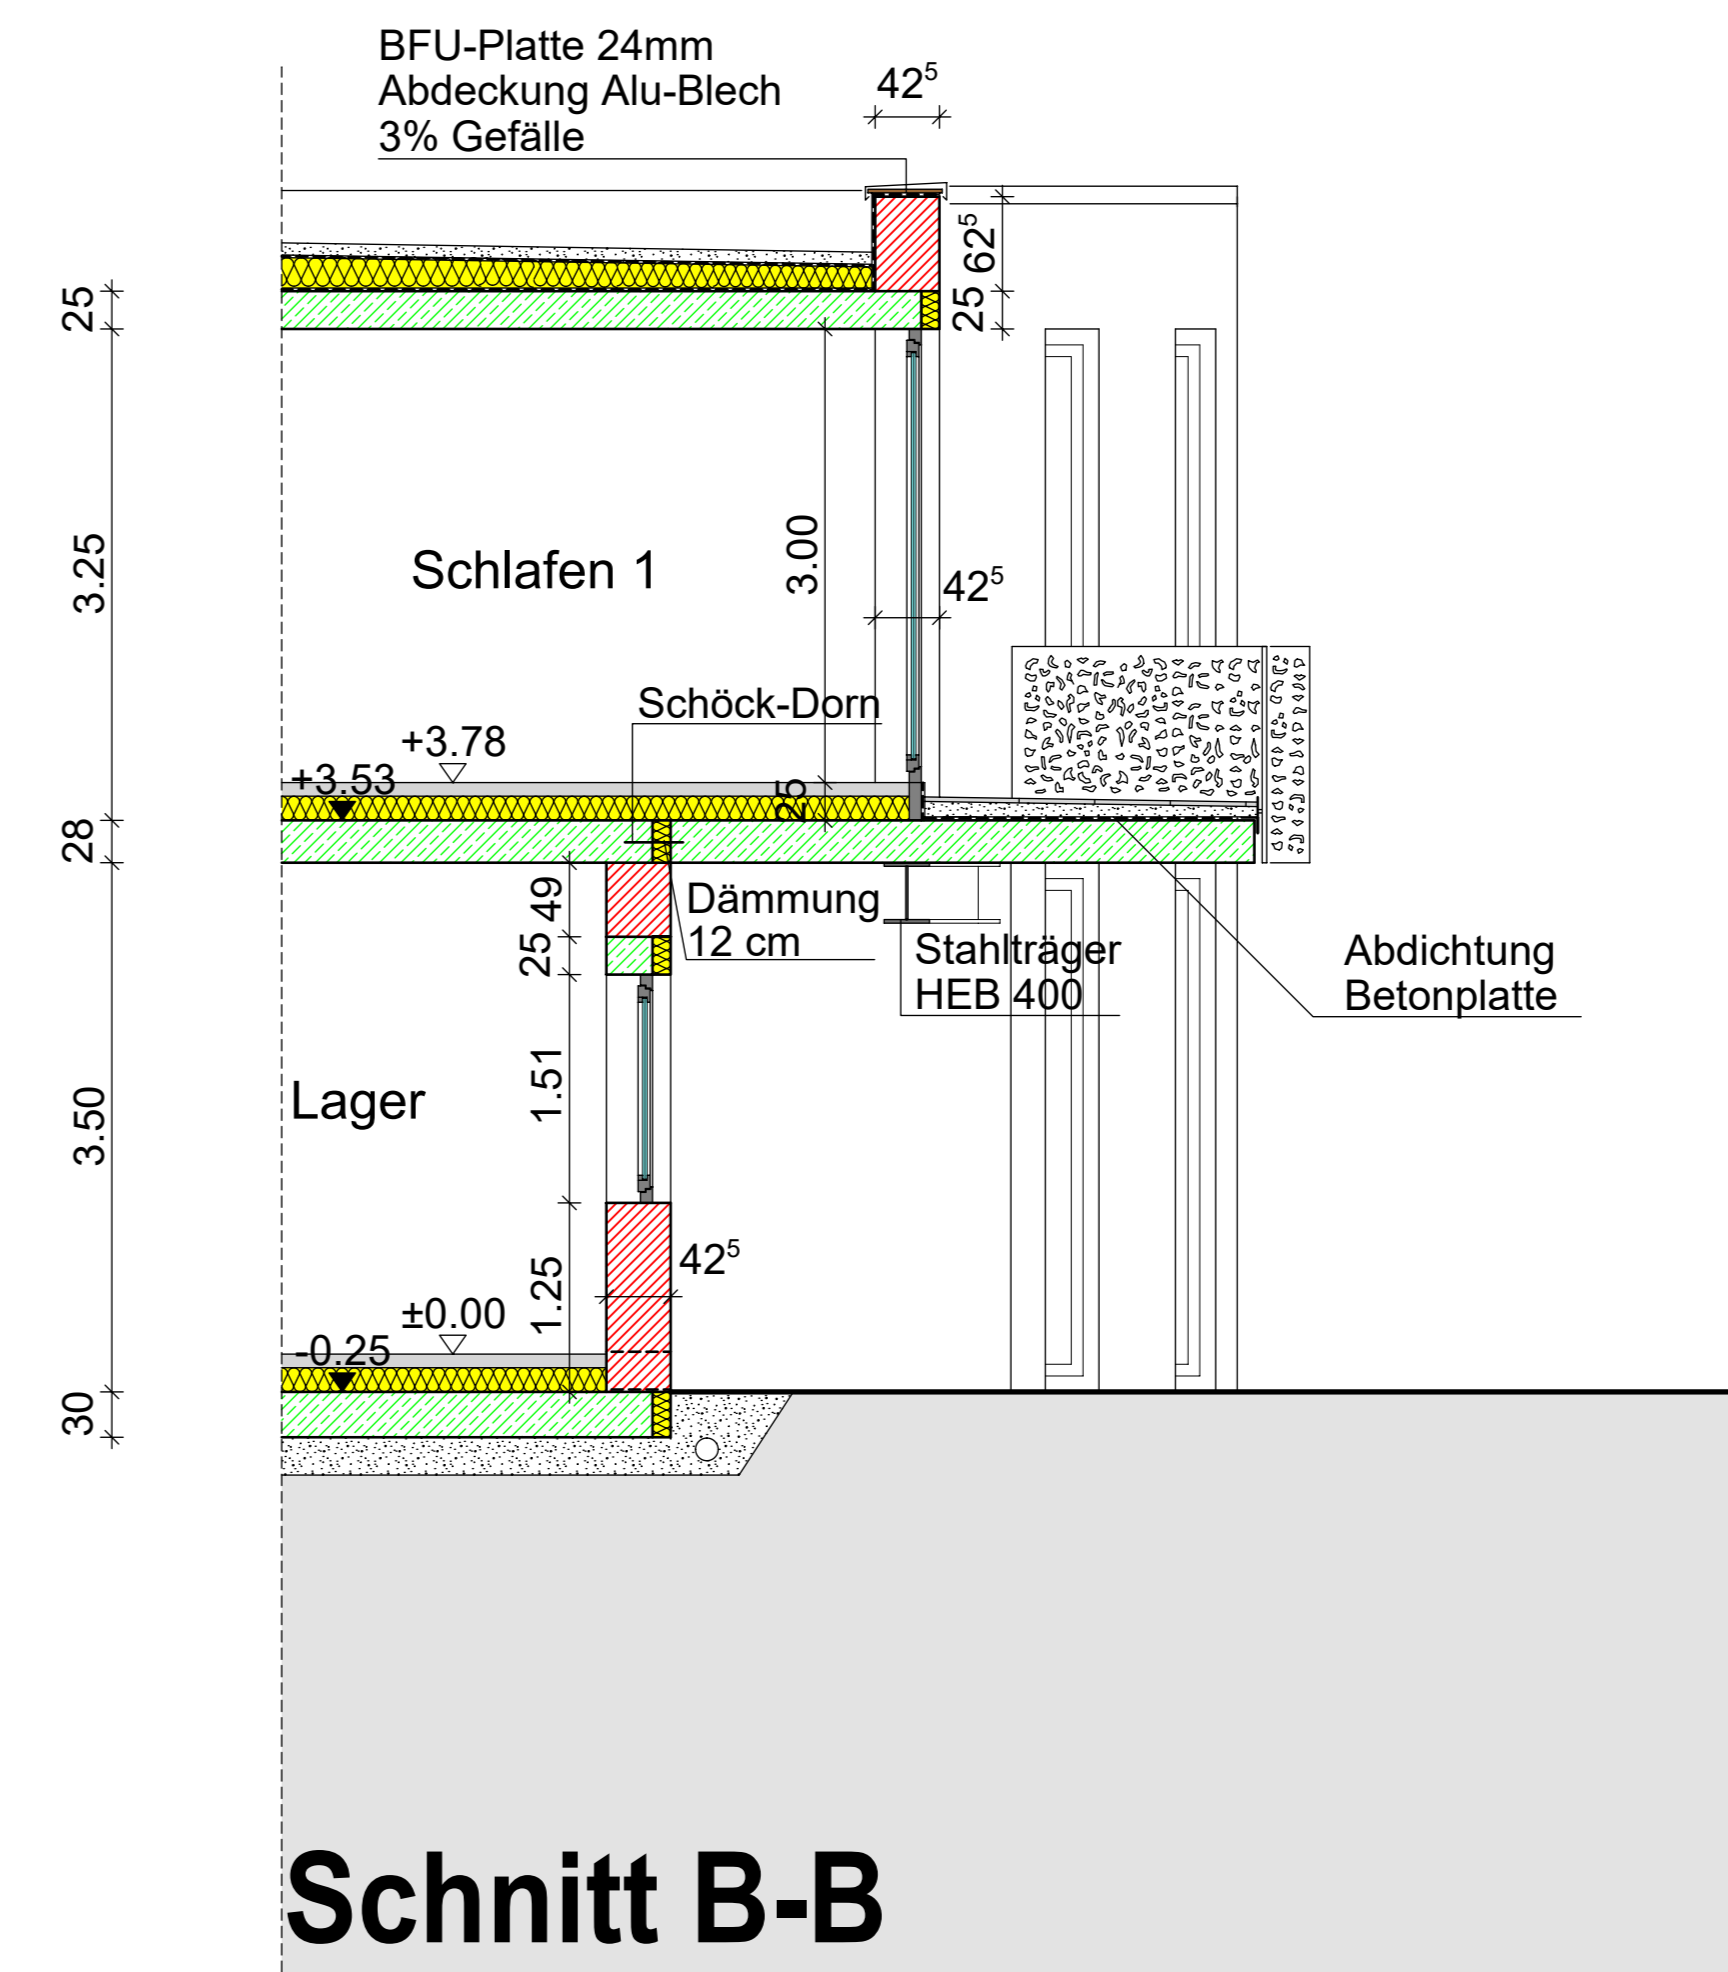 BFU-Platte 24mm
Abdeckung Alu-Blech
3% Gefälle
42⁵
62⁵
25
25
3.25
3.00
Schlafen 1
42⁵
Schöck-Dorn
+3.78
+3.53
25
28
49
Dämmung
12 cm
25
Stahlträger
HEB 400
Abdichtung
Betonplatte
1.51
Lager
3.50
42⁵
1.25
±0.00
-0.25
30
Schnitt B-B